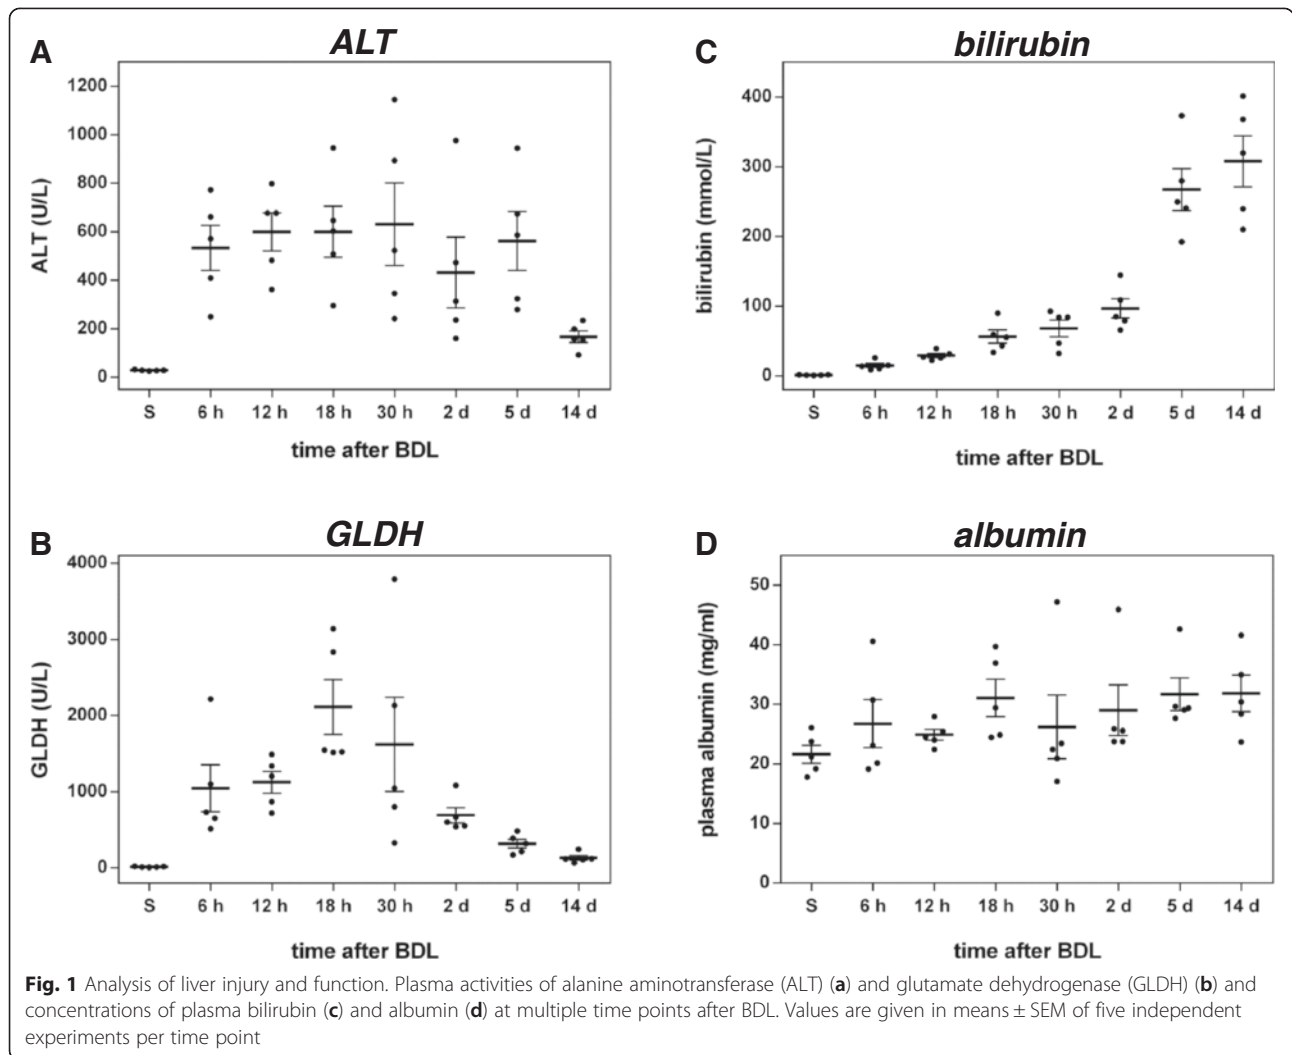 A
ALT
ALT (U/L)
1200
1000
800
600
400
200
0
S 6 h 12 h 18 h 30 h 2 d 5 d 14 d
time after BDL
C
bilirubin
bilirubin (mmol/L)
400
300
200
100
0
S 6 h 12 h 18 h 30 h 2 d 5 d 14 d
time after BDL
B
GLDH
GLDH (U/L)
4000
3000
2000
1000
0
S 6 h 12 h 18 h 30 h 2 d 5 d 14 d
time after BDL
D
albumin
plasma albumin (mg/ml)
50
40
30
20
10
0
S 6 h 12 h 18 h 30 h 2 d 5 d 14 d
time after BDL
Fig. 1 Analysis of liver injury and function. Plasma activities of alanine aminotransferase (ALT) (a) and glutamate dehydrogenase (GLDH) (b) and
concentrations of plasma bilirubin (c) and albumin (d) at multiple time points after BDL. Values are given in means ± SEM of five independent
experiments per time point